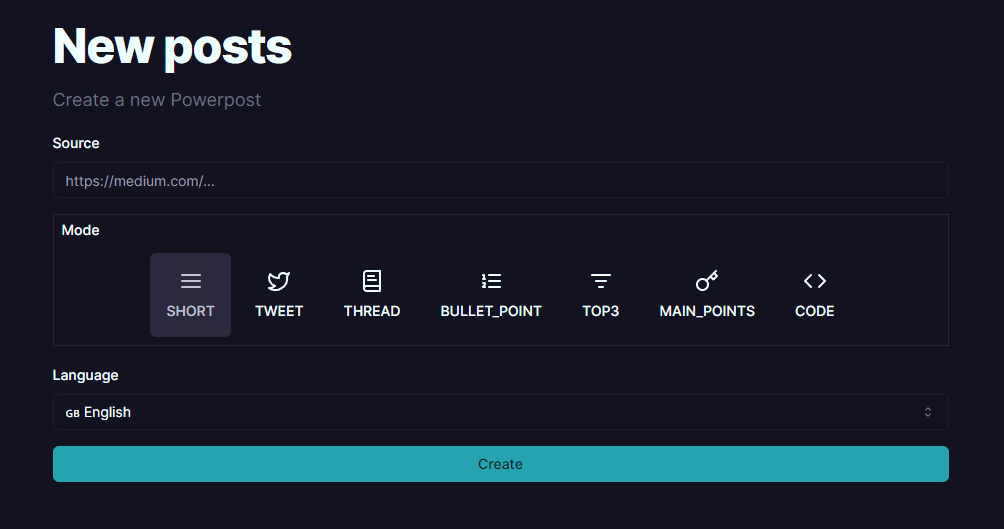 New posts
Create a new Powerpost
Source
https://medium.com/...
Mode
SHORT TWEET THREAD BULLET_POINT TOP3 MAIN_POINTS CODE
Language
GB English
Create